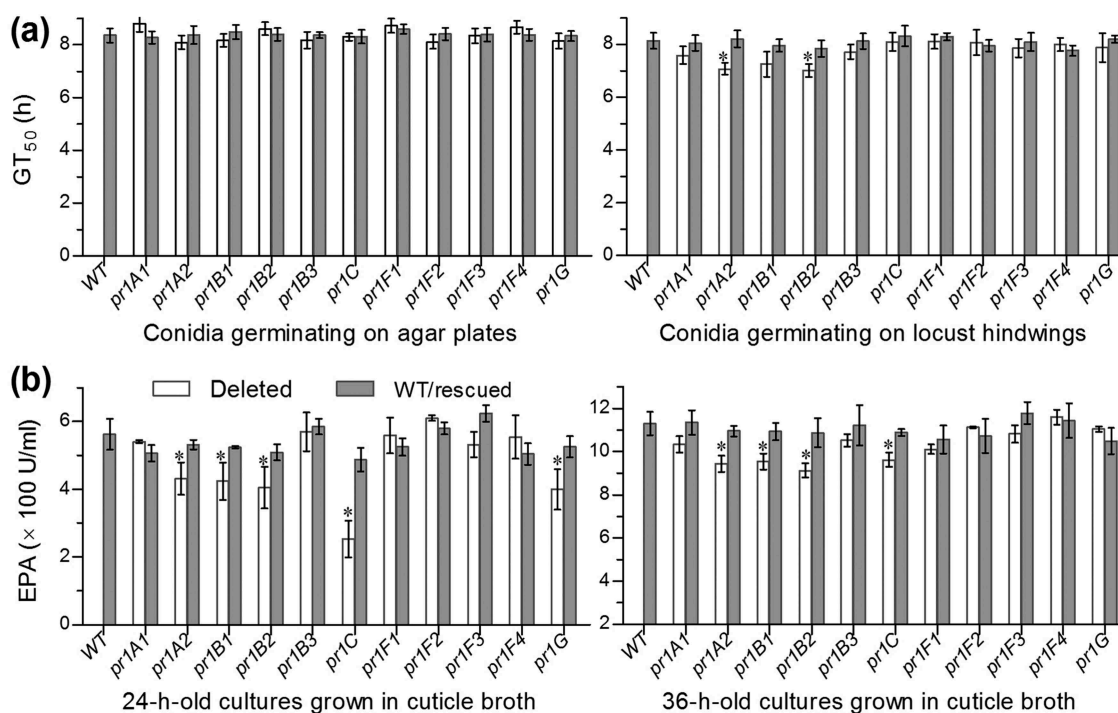 (a)
GT50 (h)
8
6
4
2
0
* *
8
6
4
2
0
WT pr1A1 pr1A2 pr1B1 pr1B2 pr1B3 pr1C pr1F1 pr1F2 pr1F3 pr1F4 pr1G
WT pr1A1 pr1A2 pr1B1 pr1B2 pr1B3 pr1C pr1F1 pr1F2 pr1F3 pr1F4 pr1G
Conidia germinating on agar plates
Conidia germinating on locust hindwings
(b)
Deleted WT/rescued
EPA (× 100 U/ml)
6
4
2
0
* * * * *
12
10
8
6
4
2
* * * *
WT pr1A1 pr1A2 pr1B1 pr1B2 pr1B3 pr1C pr1F1 pr1F2 pr1F3 pr1F4 pr1G
WT pr1A1 pr1A2 pr1B1 pr1B2 pr1B3 pr1C pr1F1 pr1F2 pr1F3 pr1F4 pr1G
24-h-old cultures grown in cuticle broth
36-h-old cultures grown in cuticle broth